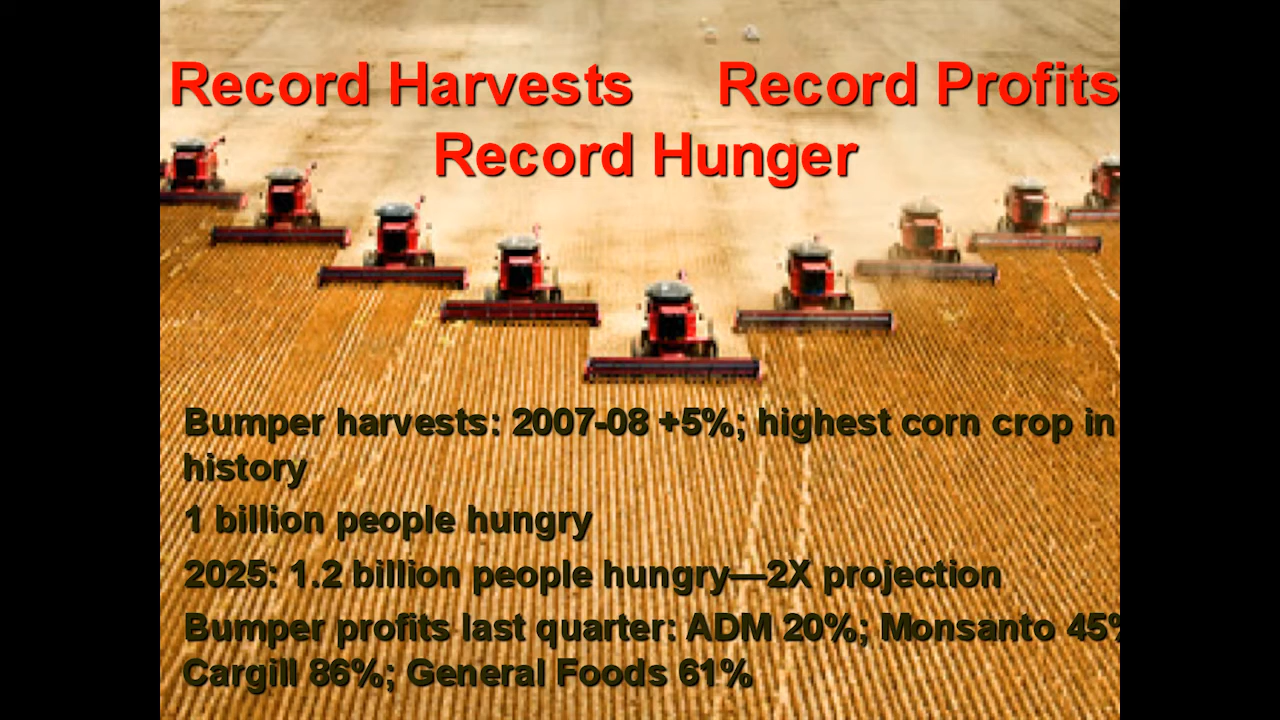 Record Harvests Record Profits
Record Hunger
Bumper harvests: 2007-08 +5%; highest corn crop in
history
1 billion people hungry
2025: 1.2 billion people hungry—2X projection
Bumper profits last quarter: ADM 20%; Monsanto 45%
Cargill 86%; General Foods 61%